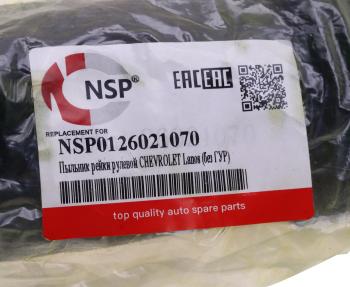 NSP®
EAC EAC
REPLACEMENT FOR
NSP0126021070
Пыльник рейки рулевой CHEVROLET Lanos (без ГУР)
top quality auto spare parts